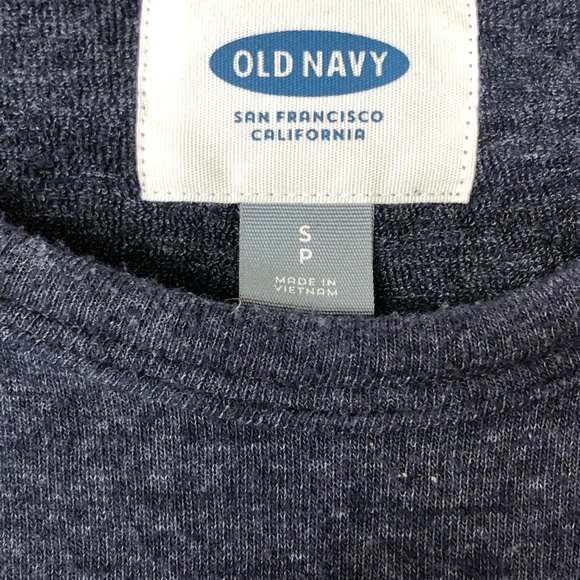 OLD NAVY
SAN FRANCISCO
CALIFORNIA
S
P
MADE IN
VIETNAM